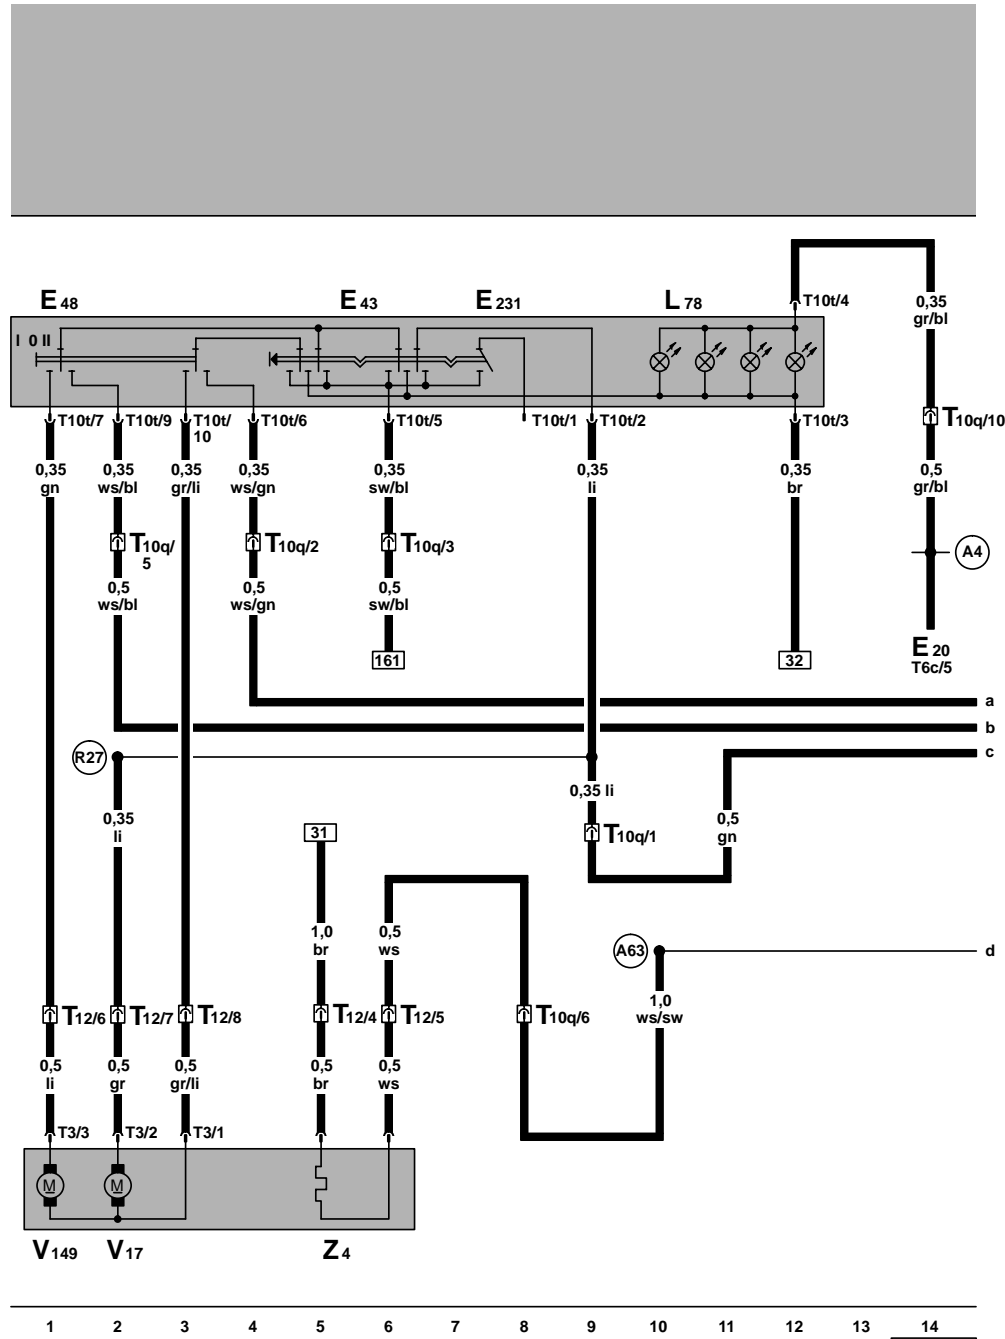 E 48 E 43 E 231 L 78
T10t/4
0,35
gr/bl
I 0 II
T10t/7 T10t/9 T10t/ T10t/6 T10t/5 T10t/1 T10t/2 T10t/3
10
T10q/10
0,35 0,35 0,35 0,35 0,35 0,35 0,35 0,5
gn ws/bl gr/li ws/gn sw/bl li br gr/bl
T10q/ T10q/2 T10q/3
5
A4
0,5 0,5 0,5
ws/bl ws/gn sw/bl
161 32
E 20
T6c/5
a
b
c
R27
0,35 li
0,35
li
31
T10q/1
0,5
gn
1,0 0,5
br ws
A63
d
1,0
ws/sw
T12/6 T12/7 T12/8 T12/4 T12/5 T10q/6
0,5 0,5 0,5 0,5 0,5
li gr gr/li br ws
T3/3 T3/2 T3/1
M M
V149 V17 Z4
1 2 3 4 5 6 7 8 9 10 11 12 13 14